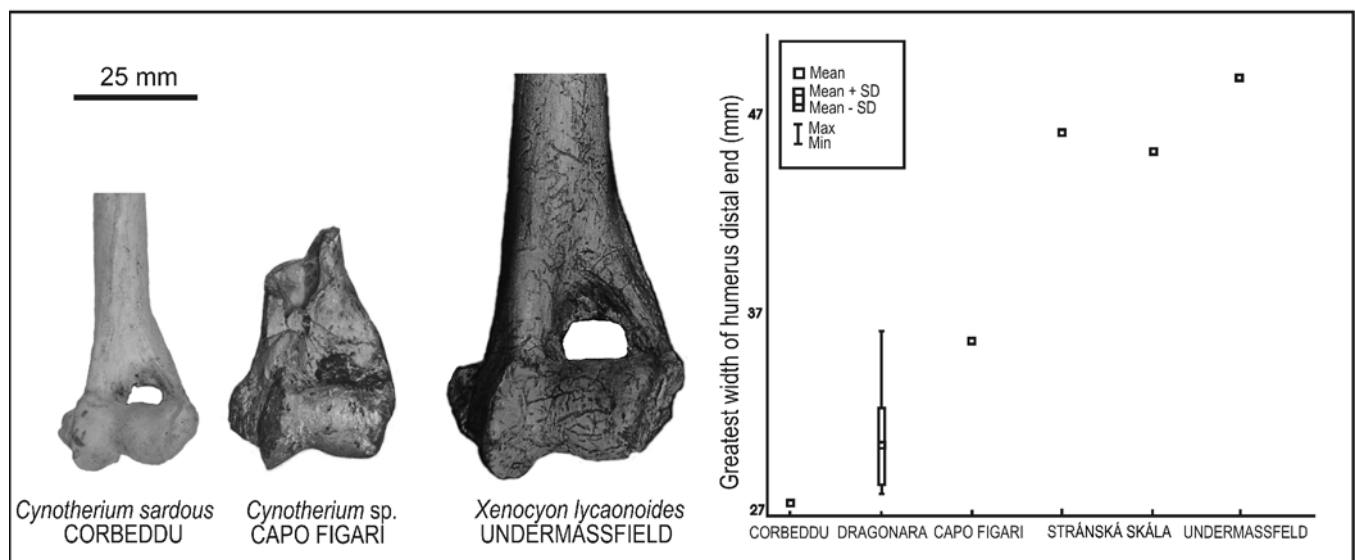 25 mm
Cynotherium sardous
CORBEDDU
Cynotherium sp.
CAPO FIGARI
Xenocyon lycaonoides
UNDERMASSFIELD
Greatest width of humerus distal end (mm)
Mean
Mean + SD
Mean - SD
Max
Min
47
37
27
CORBEDDU DRAGONARA CAPO FIGARI STRÁNSKÁ SKÁLA UNDERMASSFELD